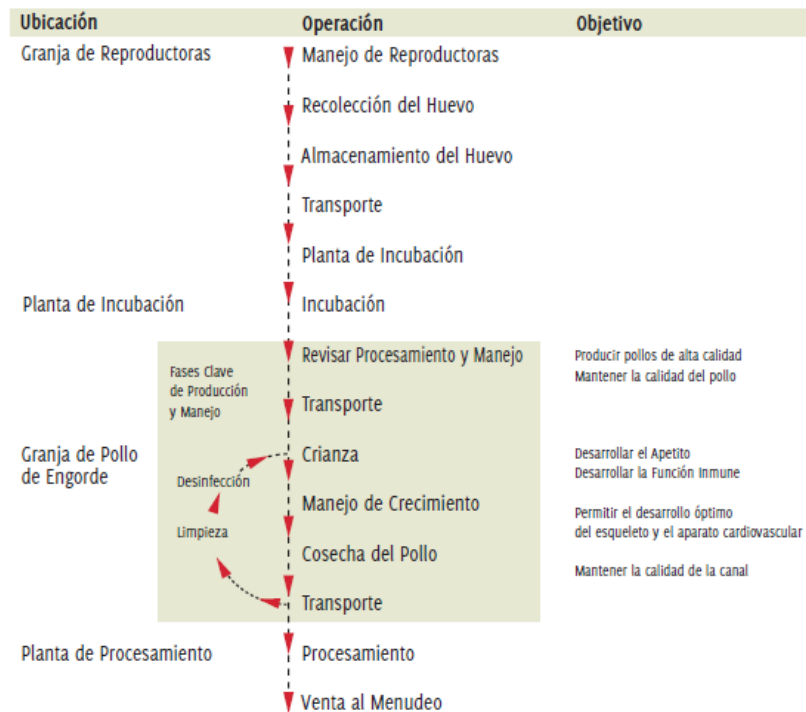 Ubicación Operación Objetivo
Granja de Reproductoras Manejo de Reproductoras
Recolección del Huevo
Almacenamiento del Huevo
Transporte
Planta de Incubación
Planta de Incubación Incubación
Revisar Procesamiento y Manejo Producir pollos de alta calidad
Mantener la calidad del pollo
Fases Clave
de Producción
y Manejo
Transporte
Granja de Pollo
de Engorde
Crianza Desarrollar el Apetito
Desarrollar la Función Inmune
Desinfección
Manejo de Crecimiento Permitir el desarrollo óptimo
del esqueleto y el aparato cardiovascular
Limpieza
Cosecha del Pollo Mantener la calidad de la canal
Transporte
Planta de Procesamiento Procesamiento
Venta al Menudeo